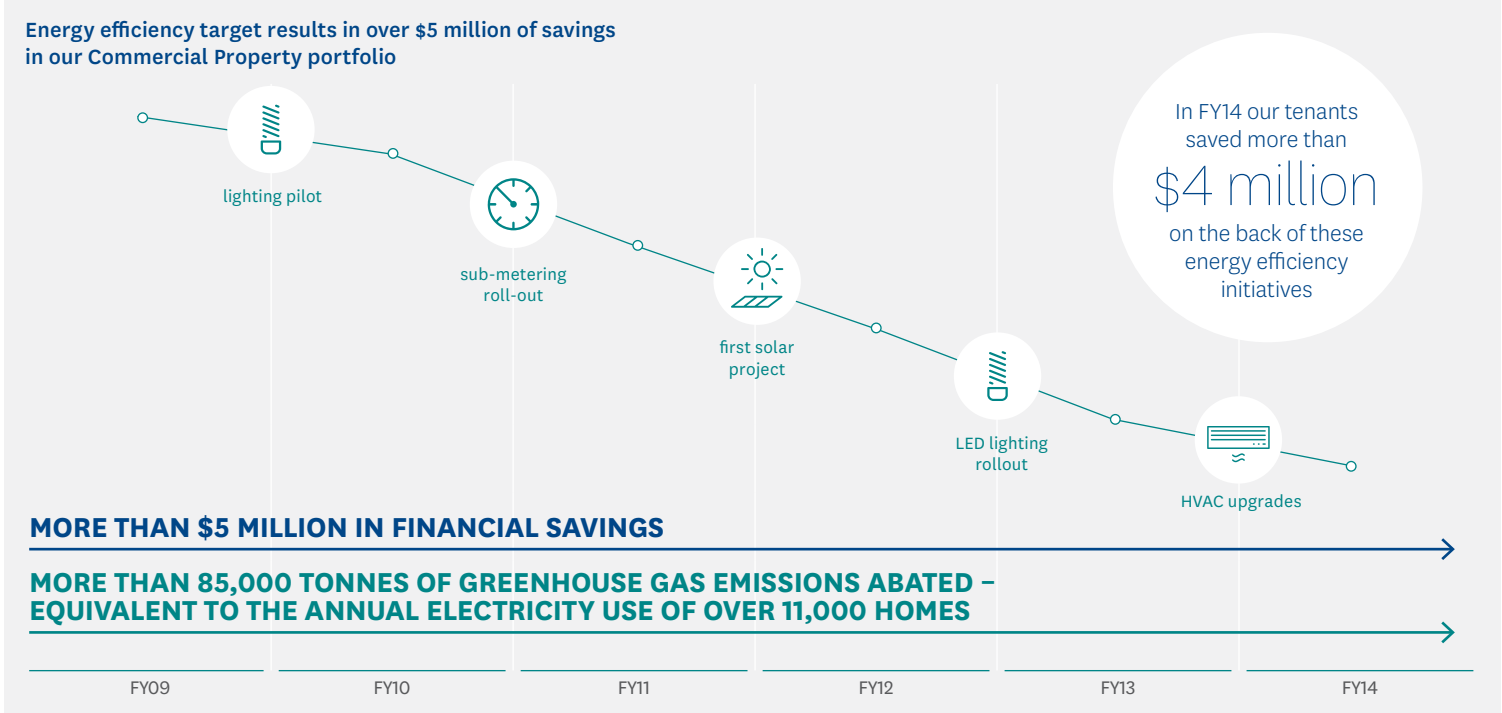 Energy efficiency target results in over $5 million of savings
in our Commercial Property portfolio
In FY14 our tenants
saved more than
$4 million
on the back of these
energy efficiency
initiatives
lighting pilot
sub-metering
roll-out
first solar
project
LED lighting
rollout
HVAC upgrades
MORE THAN $5 MILLION IN FINANCIAL SAVINGS
MORE THAN 85,000 TONNES OF GREENHOUSE GAS EMISSIONS ABATED –
EQUIVALENT TO THE ANNUAL ELECTRICITY USE OF OVER 11,000 HOMES
FY09
FY10
FY11
FY12
FY13
FY14